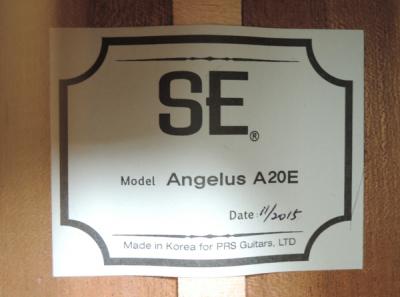 SE®
Model Angelus A20E
Date 11/2015
Made in Korea for PRS Guitars, LTD